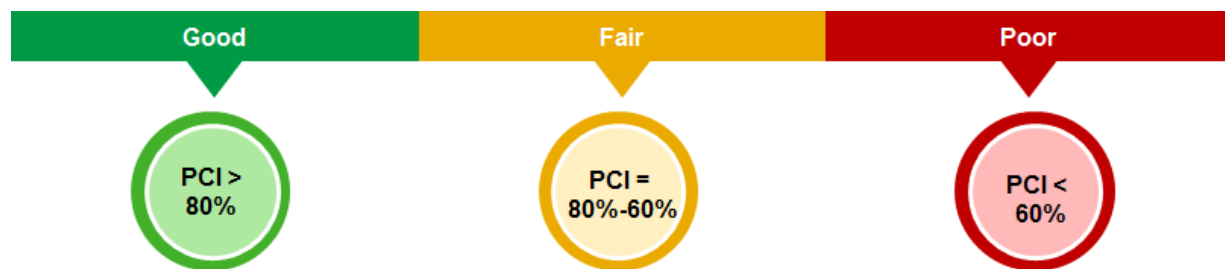 Good
Fair
Poor
PCI >
80%
PCI =
80%-60%
PCI <
60%